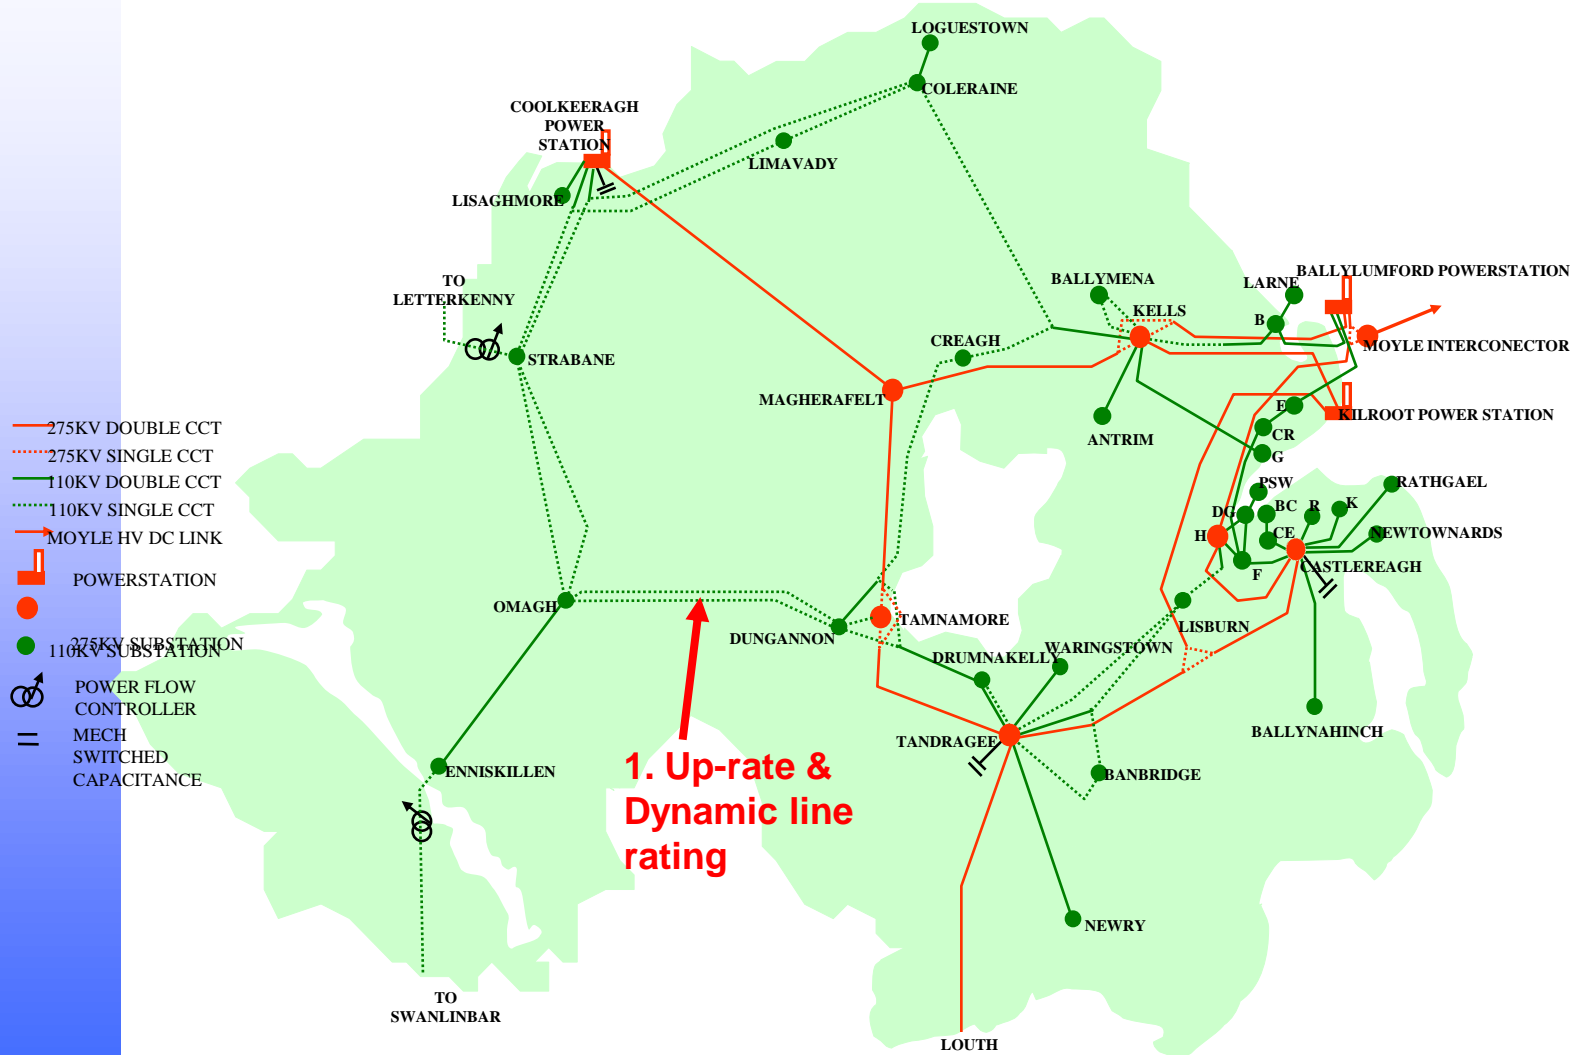 LOGUESTOWN
COLERAINE
COOLKEERAGH
POWER
STATION
LIMAVADY
LISAGHMORE
TO
LETTERKENNY
STRABANE
BALLYMENA
KELLS
LARNE
BALLYLUMFORD POWERSTATION
B
MOYLE INTERCONECTOR
CREAGH
MAGHERAFELT
ANTRIM
E
KILROOT POWER STATION
CR
G
PSW
RATHGAEL
DG
BC
R
K
H
CE
NEWTOWNARDS
F
CASTLEREAGH
275KV DOUBLE CCT
275KV SINGLE CCT
110KV DOUBLE CCT
110KV SINGLE CCT
MOYLE HV DC LINK
POWERSTATION
275KV SUBSTATION
110KV SUBSTATION
POWER FLOW
CONTROLLER
MECH
SWITCHED
CAPACITANCE
OMAGH
DUNGANNON
TAMNAMORE
LISBURN
DRUMNAKELLY
WARINGSTOWN
TANDRAGEE
BALLYNAHINCH
BANBRIDGE
ENNISKILLEN
1. Up-rate &
Dynamic line
rating
NEWRY
TO
SWANLINBAR
LOUTH